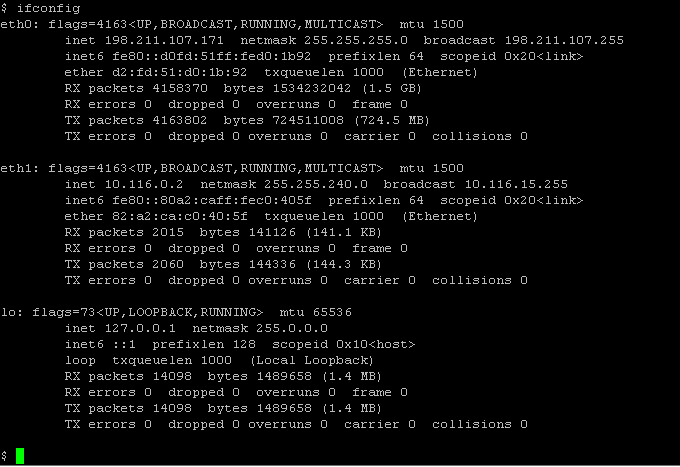 $ ifconfig
eth0: flags=4163<UP,BROADCAST,RUNNING,MULTICAST>  mtu 1500
        inet 198.211.107.171  netmask 255.255.255.0  broadcast 198.211.107.255
        inet6 fe80::d0fd:51ff:fed0:1b92  prefixlen 64  scopeid 0x20<link>
        ether d2:fd:51:d0:1b:92  txqueuelen 1000  (Ethernet)
        RX packets 4158370  bytes 1534232042 (1.5 GB)
        RX errors 0  dropped 0  overruns 0  frame 0
        TX packets 4163802  bytes 724511008 (724.5 MB)
        TX errors 0  dropped 0 overruns 0  carrier 0  collisions 0

eth1: flags=4163<UP,BROADCAST,RUNNING,MULTICAST>  mtu 1500
        inet 10.116.0.2  netmask 255.255.240.0  broadcast 10.116.15.255
        inet6 fe80::80a2:caff:fec0:405f  prefixlen 64  scopeid 0x20<link>
        ether 82:a2:ca:c0:40:5f  txqueuelen 1000  (Ethernet)
        RX packets 2015  bytes 141126 (141.1 KB)
        RX errors 0  dropped 0  overruns 0  frame 0
        TX packets 2060  bytes 144336 (144.3 KB)
        TX errors 0  dropped 0 overruns 0  carrier 0  collisions 0

lo: flags=73<UP,LOOPBACK,RUNNING>  mtu 65536
        inet 127.0.0.1  netmask 255.0.0.0
        inet6 ::1  prefixlen 128  scopeid 0x10<host>
        loop  txqueuelen 1000  (Local Loopback)
        RX packets 14098  bytes 1489658 (1.4 MB)
        RX errors 0  dropped 0  overruns 0  frame 0
        TX packets 14098  bytes 1489658 (1.4 MB)
        TX errors 0  dropped 0 overruns 0  carrier 0  collisions 0

$